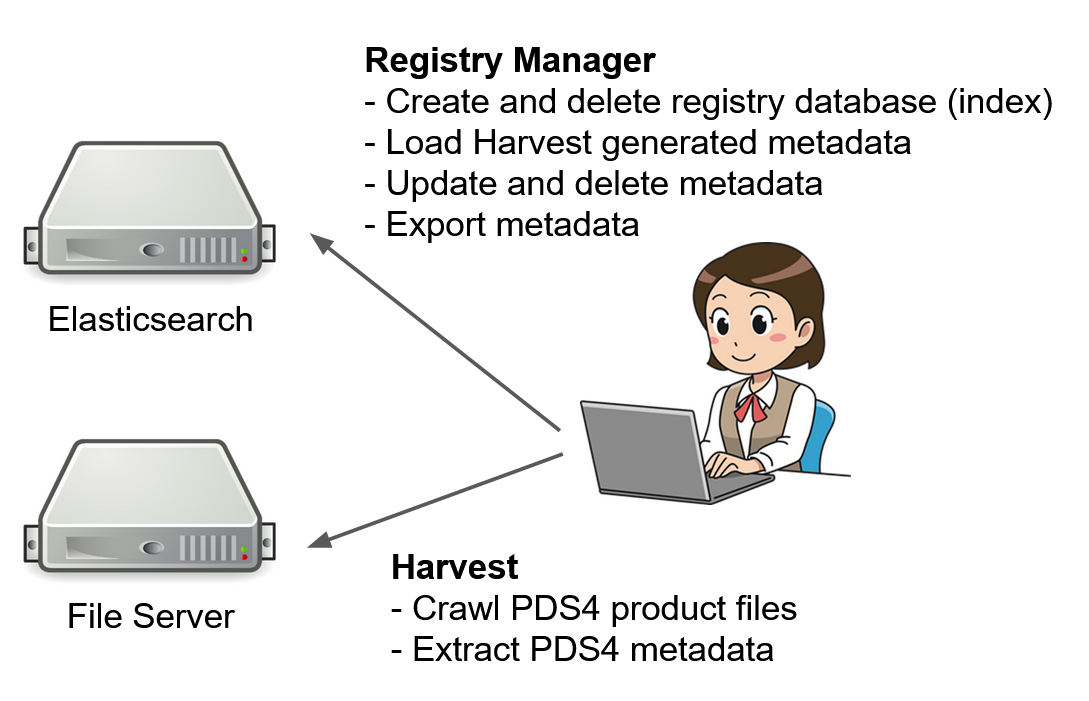 Registry Manager
- Create and delete registry database (index)
- Load Harvest generated metadata
- Update and delete metadata
- Export metadata
Elasticsearch
Harvest
- Crawl PDS4 product files
- Extract PDS4 metadata
File Server